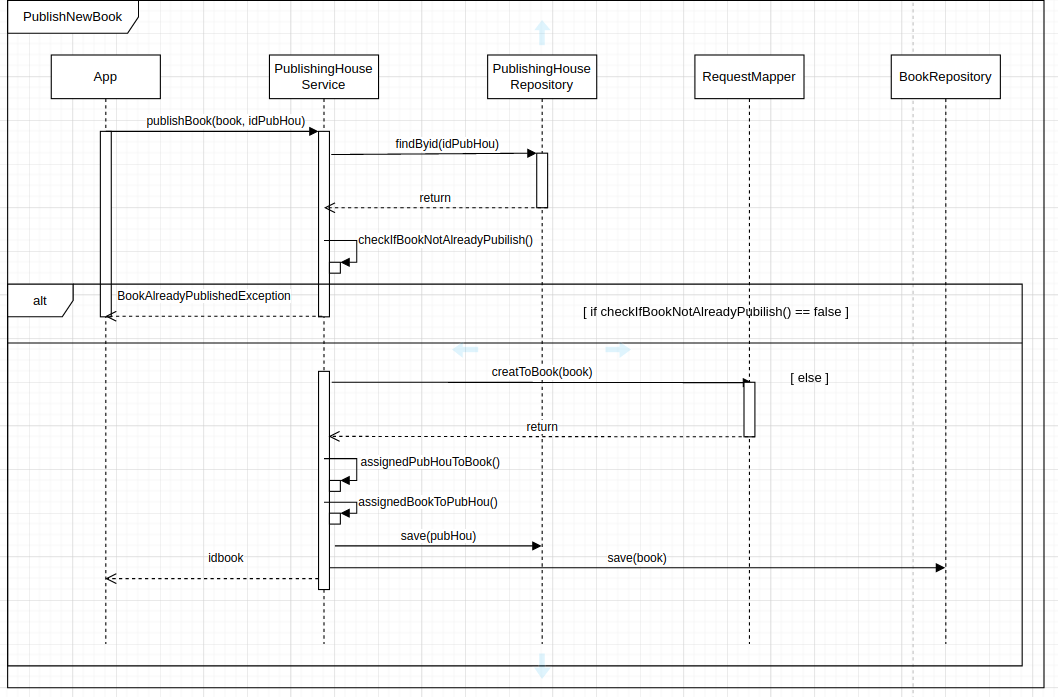 PublishNewBook
App
PublishingHouse
Service
PublishingHouse
Repository
RequestMapper
BookRepository
publishBook(book, idPubHou)
findByid(idPubHou)
return
checkIfBookNotAlreadyPubilish()
alt
BookAlreadyPublishedException
[ if checkIfBookNotAlreadyPubilish() == false ]
creatToBook(book)
[ else ]
return
assignedPubHouToBook()
assignedBookToPubHou()
save(pubHou)
idbook
save(book)